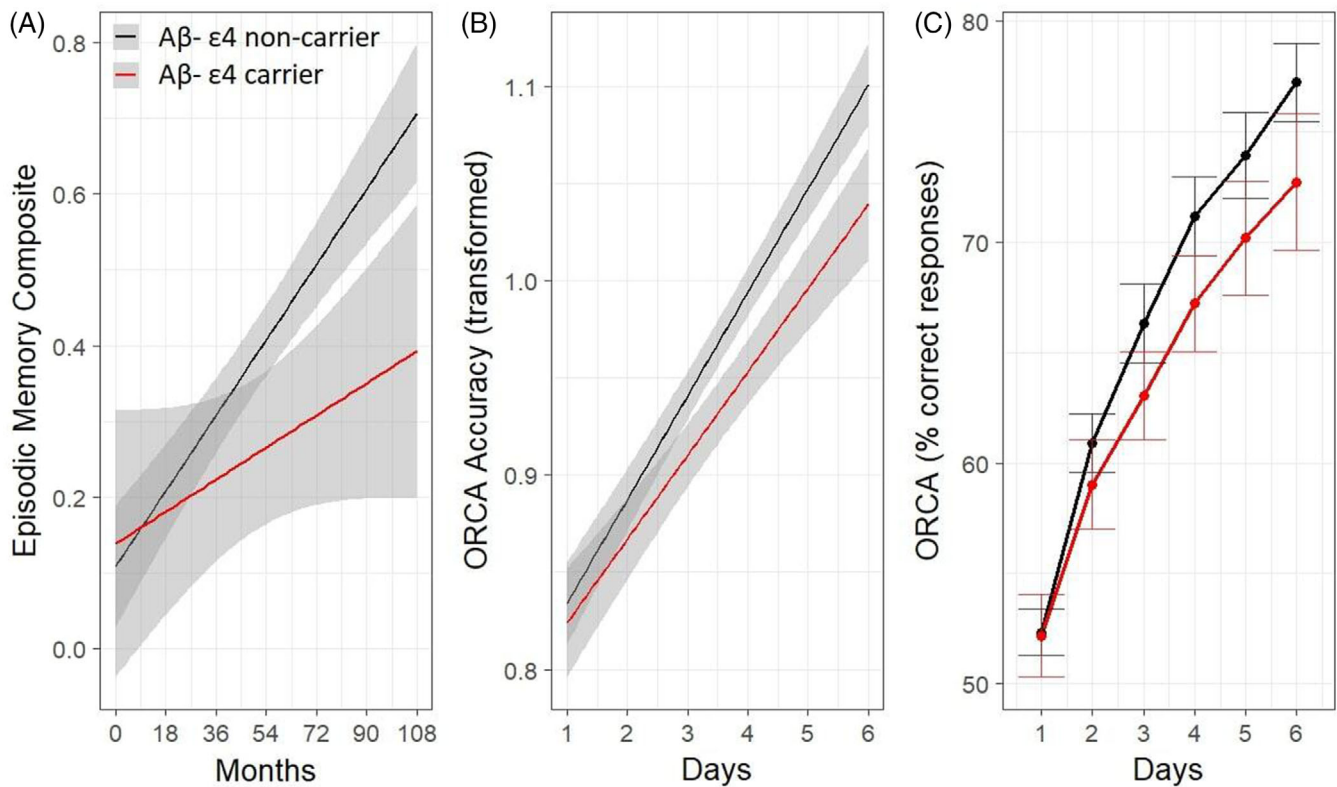 (A)
Aβ- ε4 non-carrier
Aβ- ε4 carrier
Episodic Memory Composite
0.8
0.6
0.4
0.2
0.0
0 18 36 54 72 90 108
Months
(B)
ORCA Accuracy (transformed)
1.1
1.0
0.9
0.8
1 2 3 4 5 6
Days
(C)
ORCA (% correct responses)
80
70
60
50
1 2 3 4 5 6
Days